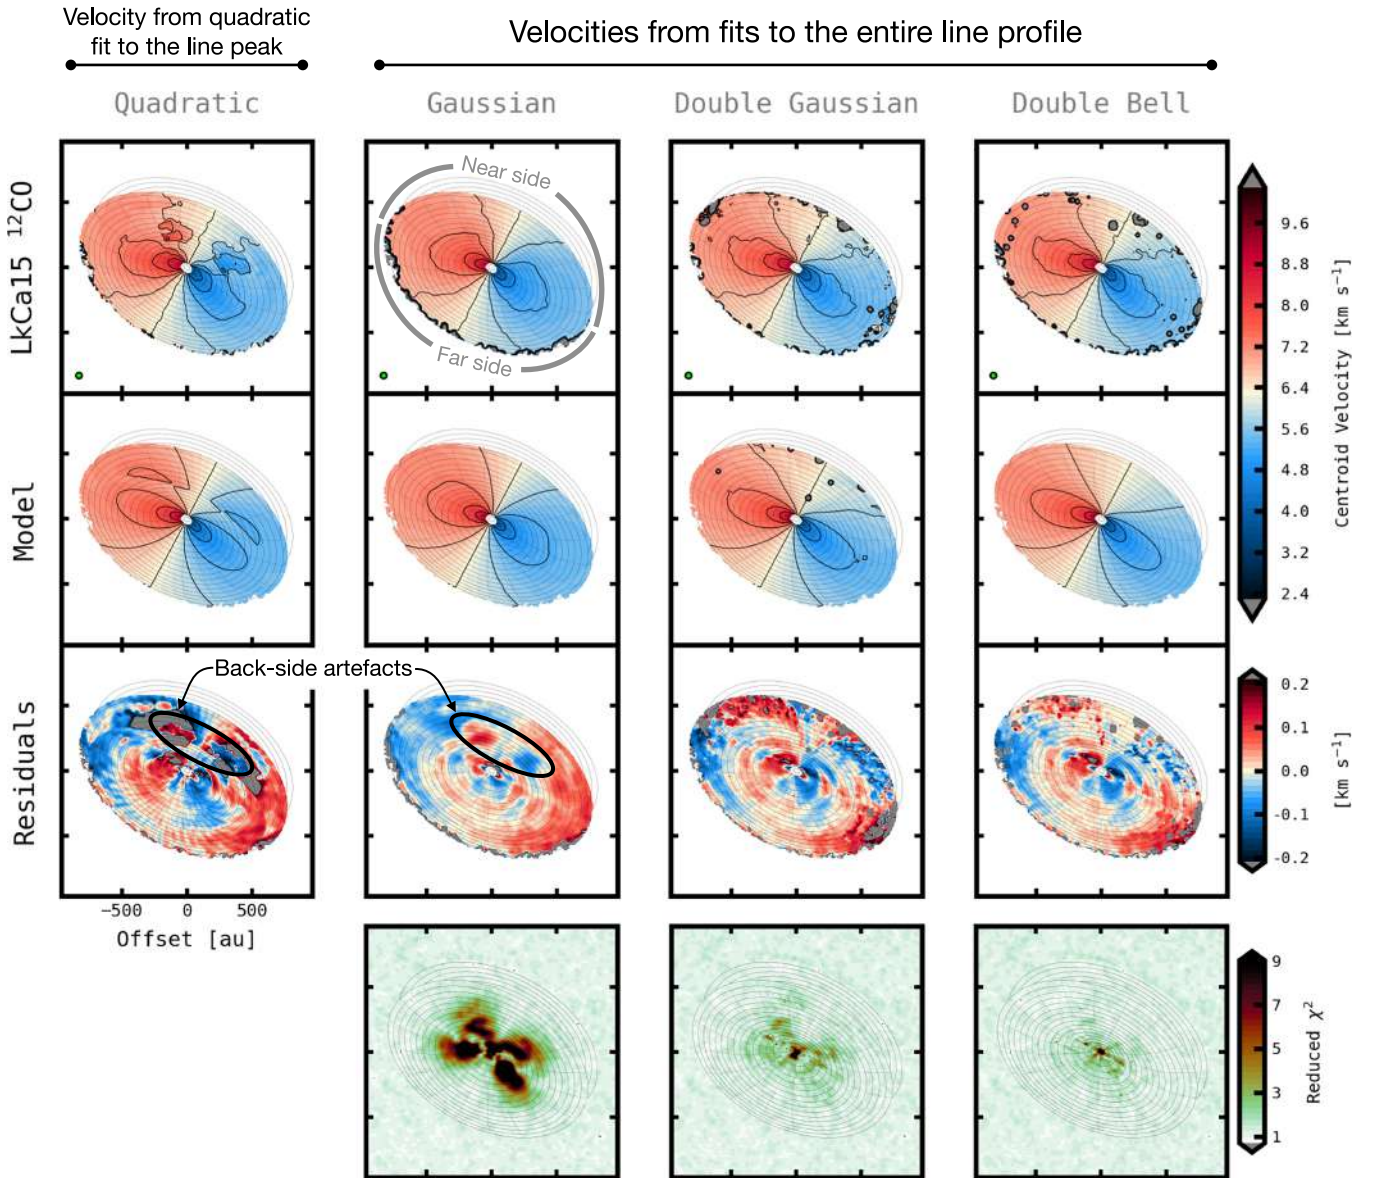 Velocity from quadratic
fit to the line peak
Velocities from fits to the entire line profile
Quadratic
Gaussian
Double Gaussian
Double Bell
LkCa15 ¹²CO
Near side
Far side
9.6
8.8
8.0
7.2
6.4
5.6
4.8
4.0
3.2
2.4
Centroid Velocity [km s⁻¹]
Model
Residuals
Back-side artefacts
0.2
0.1
0.0
-0.1
-0.2
[km s⁻¹]
−500 0 500
Offset [au]
9
7
5
3
1
Reduced χ²